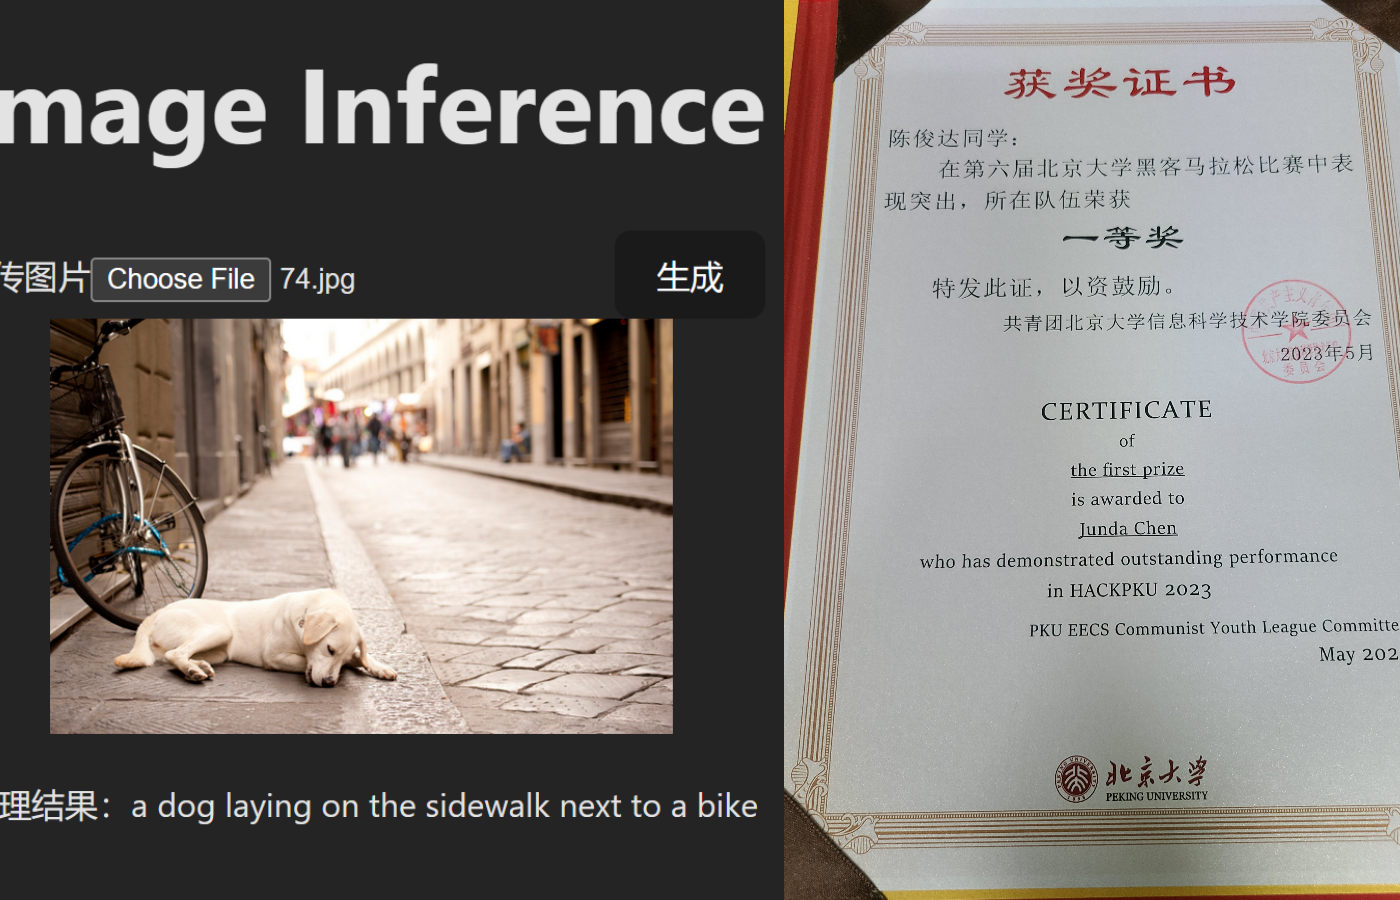 mage Inference
传图片 Choose File 74.jpg 生成
理结果：a dog laying on the sidewalk next to a bike
获奖证书
陈俊达同学：
在第六届北京大学黑客马拉松比赛中表
现突出，所在队伍荣获
一等奖
特发此证，以资鼓励。
共青团北京大学信息科学技术学院委员会
2023年5月
委员会
CERTIFICATE
of
the first prize
is awarded to
Junda Chen
who has demonstrated outstanding performance
in HACKPKU 2023
PKU EECS Communist Youth League Committe
May 202
北京大学
PEKING UNIVERSITY